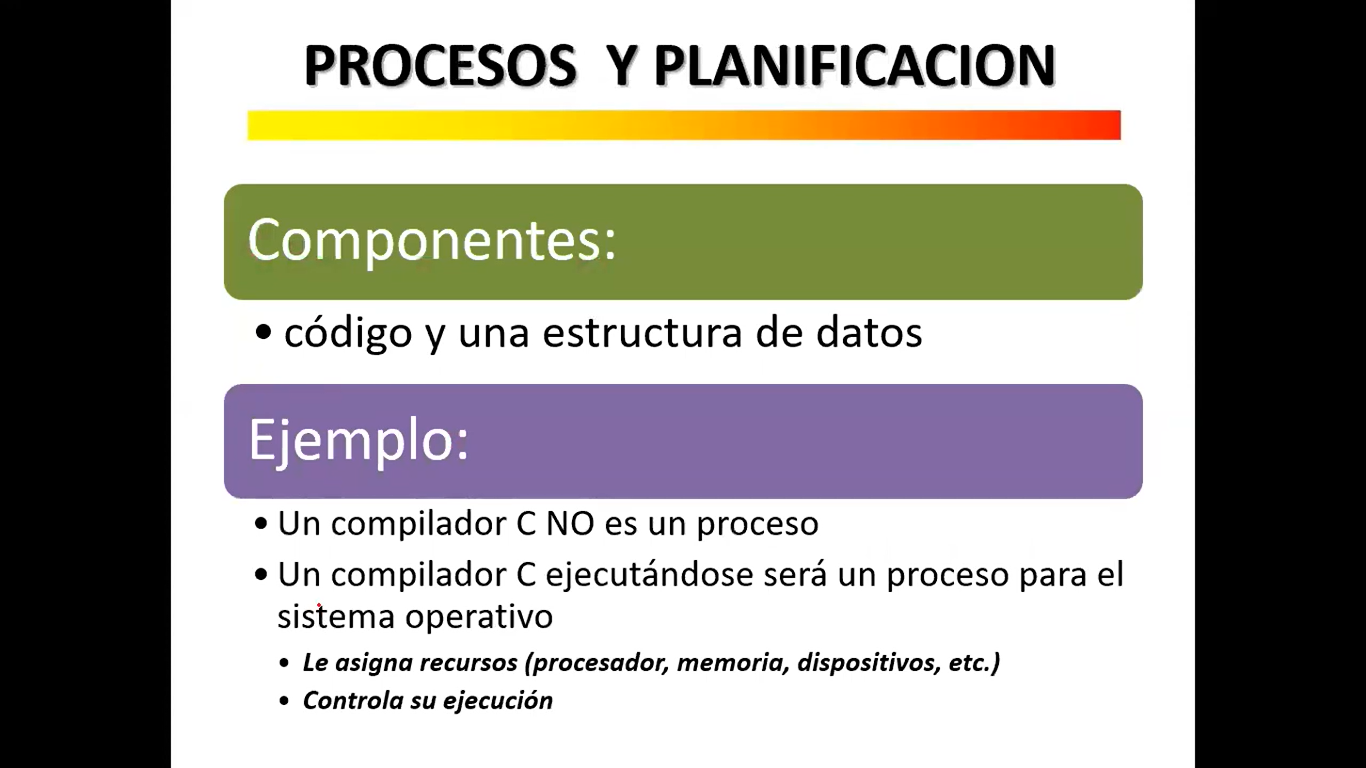 PROCESOS Y PLANIFICACION
Componentes:
• código y una estructura de datos
Ejemplo:
• Un compilador C NO es un proceso
• Un compilador C ejecutándose será un proceso para el
sistema operativo
• Le asigna recursos (procesador, memoria, dispositivos, etc.)
• Controla su ejecución